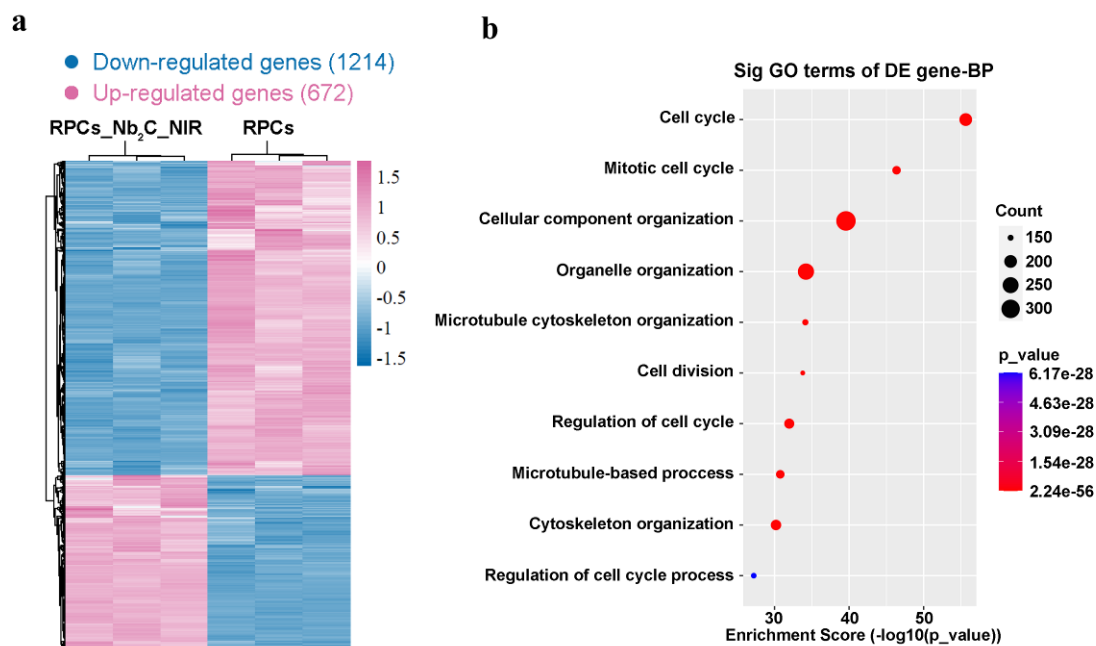 a
Down-regulated genes (1214)
Up-regulated genes (672)
RPCs_Nb₂C_NIR
RPCs
1.5
1
0.5
0
-0.5
-1
-1.5
b
Sig GO terms of DE gene-BP
Cell cycle
Mitotic cell cycle
Cellular component organization
Organelle organization
Microtubule cytoskeleton organization
Cell division
Regulation of cell cycle
Microtubule-based proccess
Cytoskeleton organization
Regulation of cell cycle process
30
40
50
Enrichment Score (-log10(p_value))
Count
150
200
250
300
p_value
6.17e-28
4.63e-28
3.09e-28
1.54e-28
2.24e-56